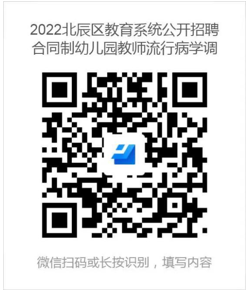 2022北辰区教育系统公开招聘
合同制幼儿园教师流行病学调
微信扫码或长按识别，填写内容